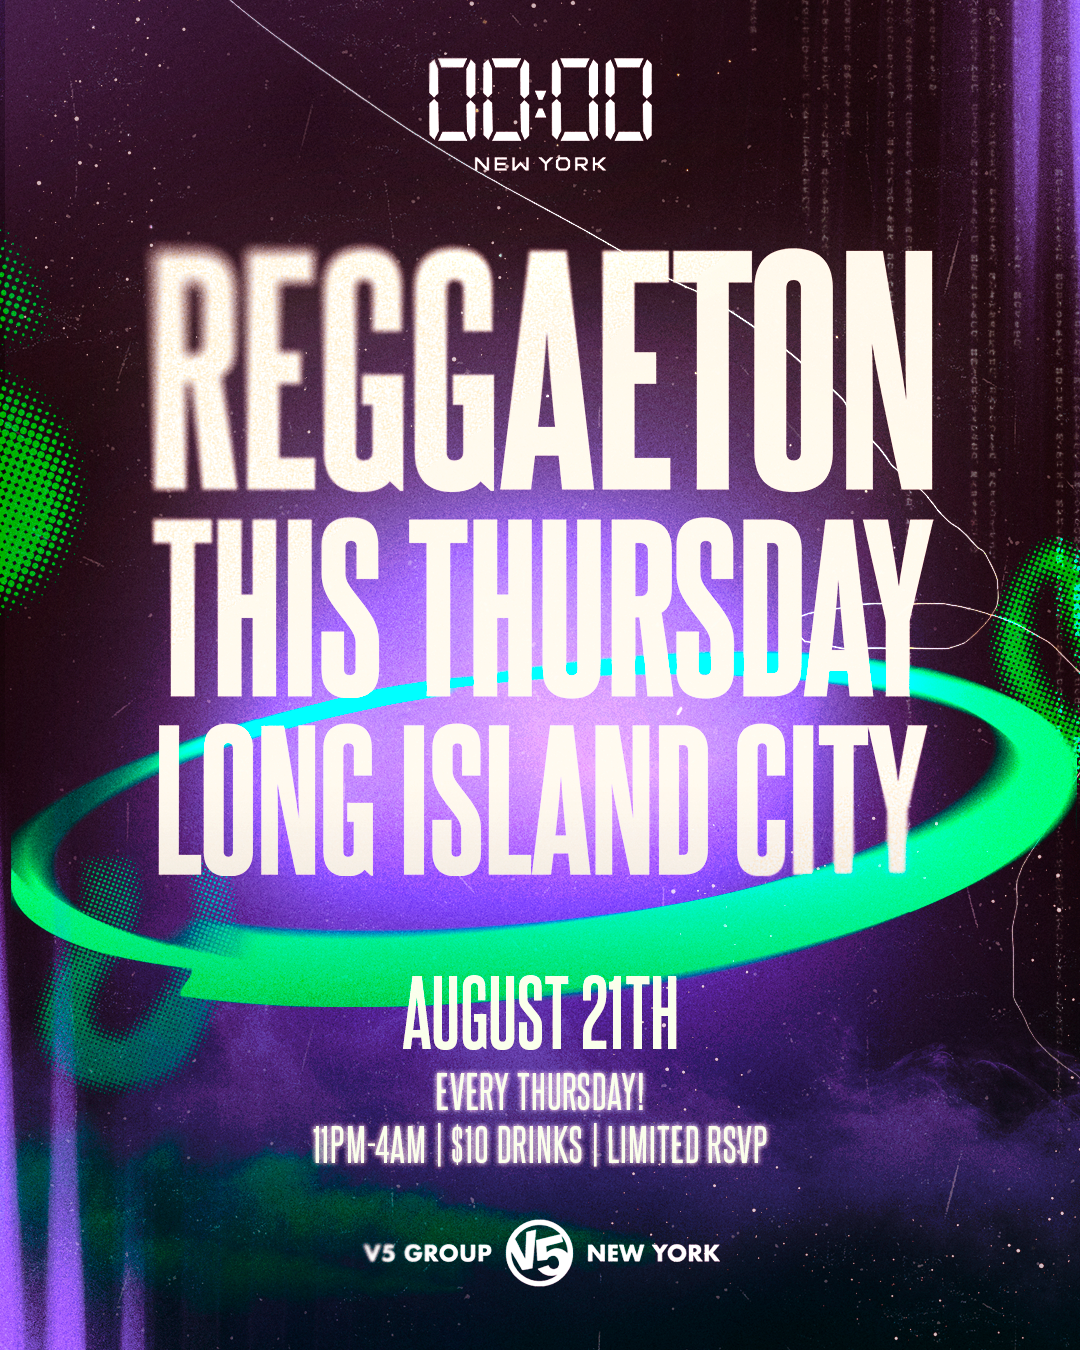 00:00
NEW YORK
REGGAETON
THIS THURSDAY
LONG ISLAND CITY
AUGUST 21TH
EVERY THURSDAY!
11PM-4AM | $10 DRINKS | LIMITED RSVP
V5 GROUP V5 NEW YORK